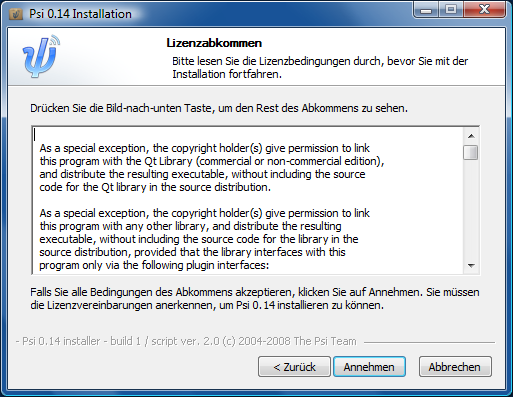 Psi 0.14 Installation
Lizenzabkommen
Bitte lesen Sie die Lizenzbedingungen durch, bevor Sie mit der
Installation fortfahren.
Drücken Sie die Bild-nach-unten Taste, um den Rest des Abkommens zu sehen.
As a special exception, the copyright holder(s) give permission to link
this program with the Qt Library (commercial or non-commercial edition),
and distribute the resulting executable, without including the source
code for the Qt library in the source distribution.
As a special exception, the copyright holder(s) give permission to link
this program with any other library, and distribute the resulting
executable, without including the source code for the library in the
source distribution, provided that the library interfaces with this
program only via the following plugin interfaces:
Falls Sie alle Bedingungen des Abkommens akzeptieren, klicken Sie auf Annehmen. Sie müssen
die Lizenzvereinbarungen anerkennen, um Psi 0.14 installieren zu können.
- Psi 0.14 installer - build 1 / script ver. 2.0 (c) 2004-2008 The Psi Team
< Zurück
Annehmen
Abbrechen